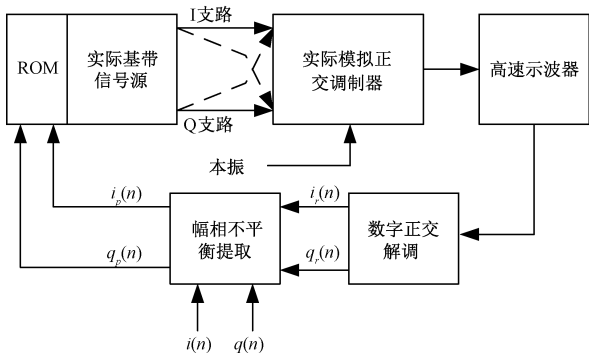 I支路
ROM
实际基带
信号源
实际模拟正
交调制器
高速示波器
Q支路
本振
i_p(n)
i_r(n)
幅相不平
衡提取
数字正交
解调
q_p(n)
q_r(n)
i(n)
q(n)